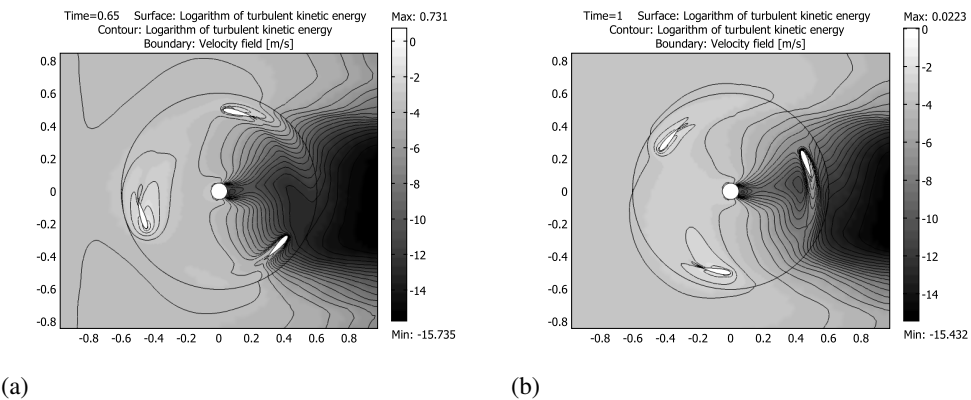 Time=0.65 Surface: Logarithm of turbulent kinetic energy
Contour: Logarithm of turbulent kinetic energy
Boundary: Velocity field [m/s]
Max: 0.731
0.8
0.6
0.4
0.2
0
-0.2
-0.4
-0.6
-0.8
-0.8 -0.6 -0.4 -0.2 0 0.2 0.4 0.6 0.8
0
-2
-4
-6
-8
-10
-12
-14
Min: -15.735
(a)
Time=1 Surface: Logarithm of turbulent kinetic energy
Contour: Logarithm of turbulent kinetic energy
Boundary: Velocity field [m/s]
Max: 0.0223
0.8
0.6
0.4
0.2
0
-0.2
-0.4
-0.6
-0.8
-0.8 -0.6 -0.4 -0.2 0 0.2 0.4 0.6 0.8
0
-2
-4
-6
-8
-10
-12
-14
Min: -15.432
(b)